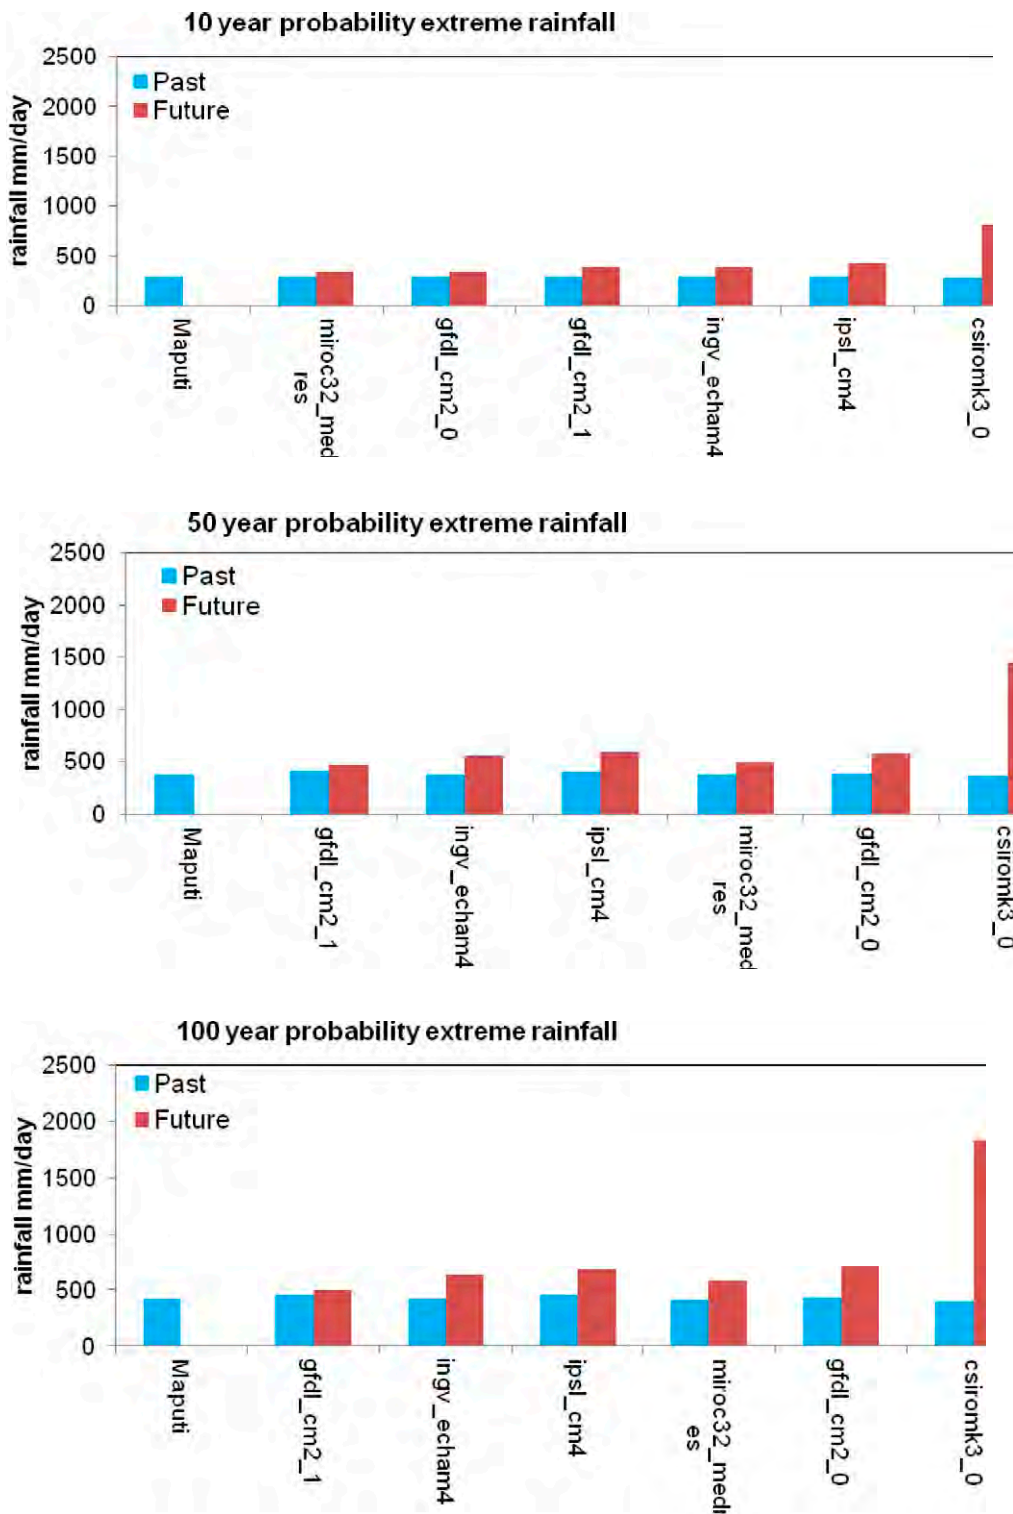 10 year probability extreme rainfall
2500
Past
2000
Future
1500
1000
500
0
rainfall mm/day
Maputi
miroc32_med
res
gfdl_cm2_0
gfdl_cm2_1
ingv_echam4
ipsl_cm4
csiromk3_0
50 year probability extreme rainfall
2500
Past
2000
Future
1500
1000
500
0
rainfall mm/day
Maputi
gfdl_cm2_1
ingv_echam4
ipsl_cm4
miroc32_med
res
gfdl_cm2_0
csiromk3_0
100 year probability extreme rainfall
2500
Past
Future
2000
1500
1000
500
0
rainfall mm/day
Maputi
gfdl_cm2_1
ingv_echam4
ipsl_cm4
miroc32_medr
es
gfdl_cm2_0
csiromk3_0